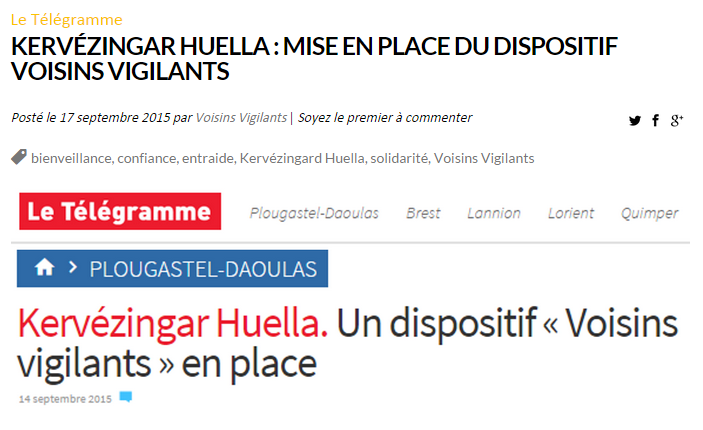 Le Télégramme
KERVÉZINGAR HUELLA : MISE EN PLACE DU DISPOSITIF
VOISINS VIGILANTS
Posté le 17 septembre 2015 par Voisins Vigilants | Soyez le premier à commenter
bienveillance, confiance, entraide, Kervézingard Huella, solidarité, Voisins Vigilants
Le Télégramme Plougastel-Daoulas Brest Lannion Lorient Quimper
PLOUGASTEL-DAOULAS
Kervézingar Huella. Un dispositif « Voisins
vigilants » en place
14 septembre 2015